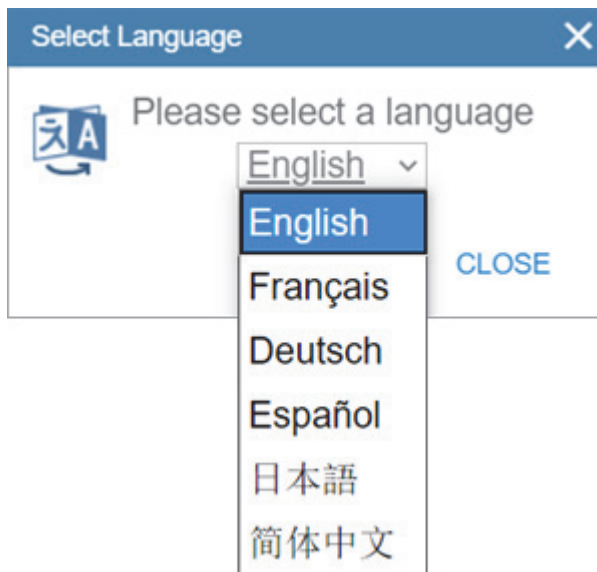 Select Language
Please select a language
English
English
CLOSE
Français
Deutsch
Español
日本語
简体中文